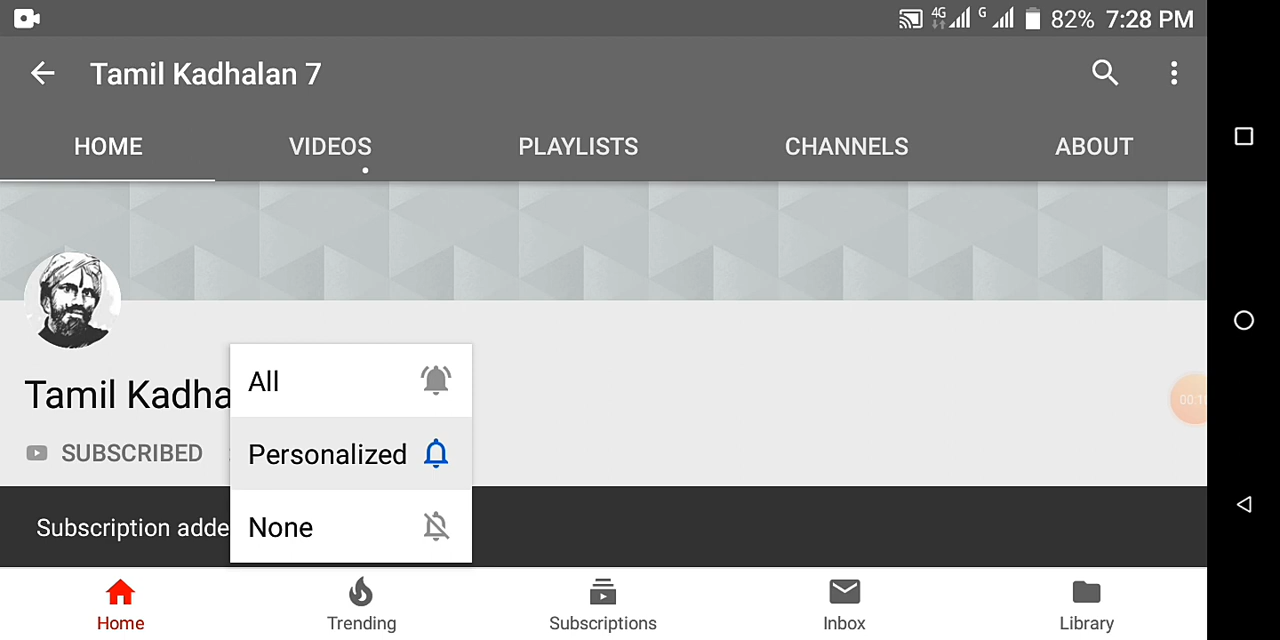 4G G 82% 7:28 PM
Tamil Kadhalan 7
HOME VIDEOS PLAYLISTS CHANNELS ABOUT
All
Tamil Kadha
Personalized
SUBSCRIBED
None
Subscription adde
Home Trending Subscriptions Inbox Library